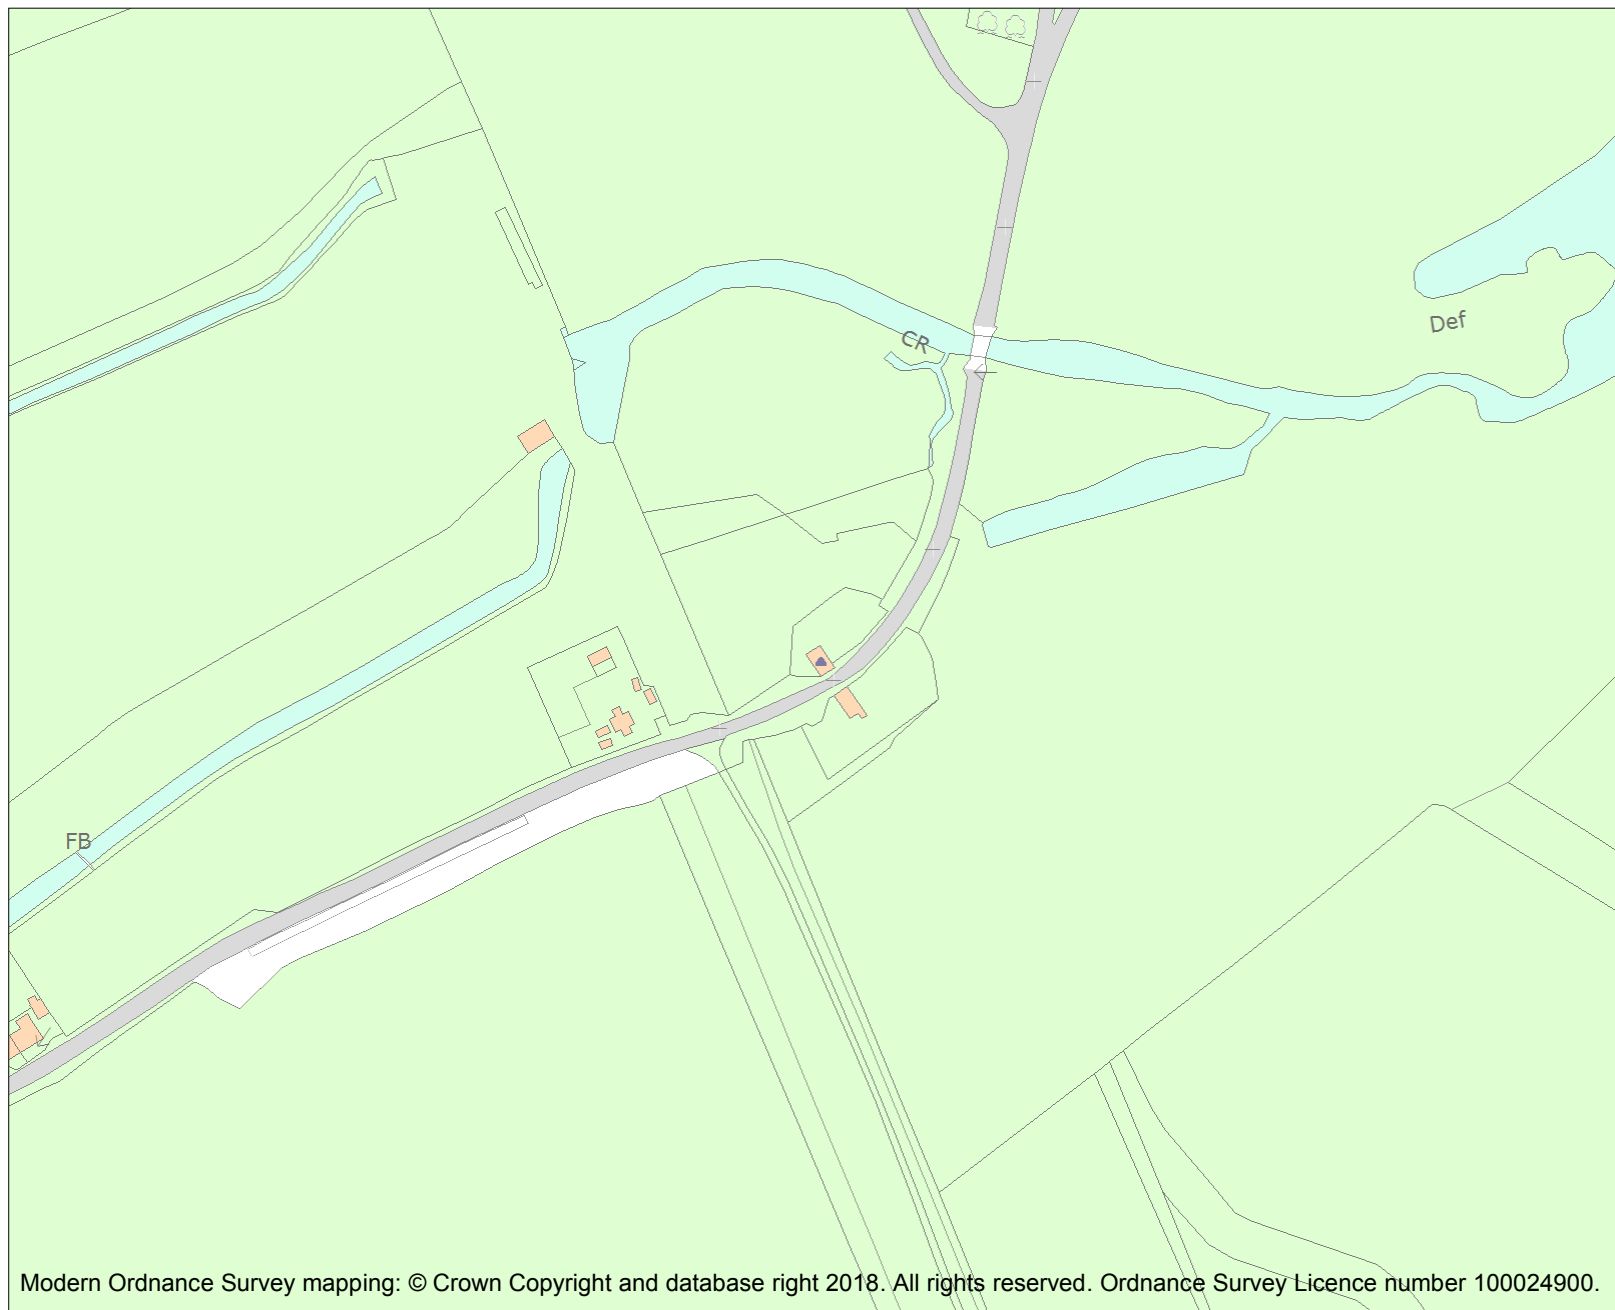 CR
Def
FB
Modern Ordnance Survey mapping: © Crown Copyright and database right 2018. All rights reserved. Ordnance Survey Licence number 100024900.